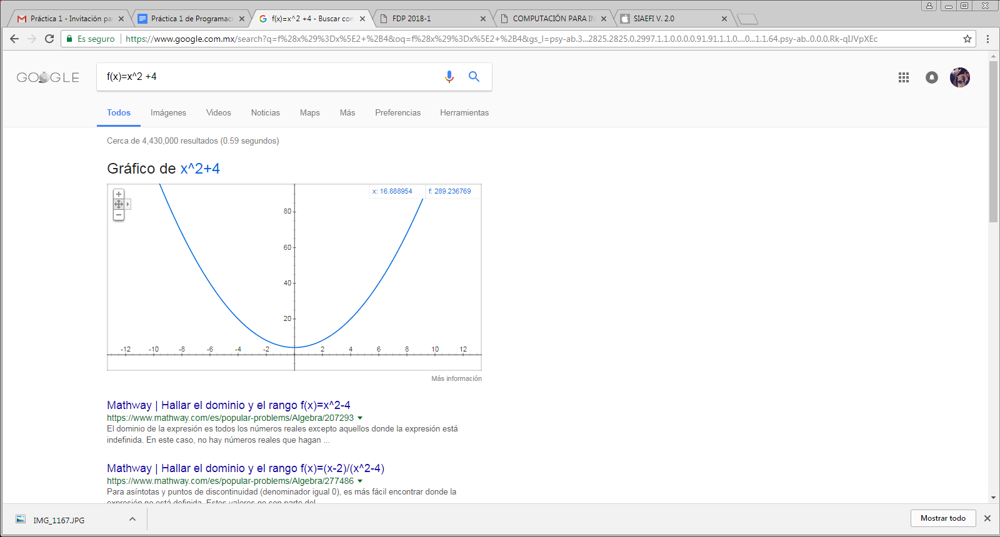 Práctica 1 - Invitación pa
Práctica 1 de Programaci
f(x)=x^2 +4 - Buscar con
FDP 2018-1
COMPUTACIÓN PARA IN
SIAEFI V. 2.0
Es seguro
https://www.google.com.mx/search?q=f%28x%29%3Dx%5E2+%2B4&oq=f%28x%29%3Dx%5E2+%2B4&gs_l=psy-ab.3...2825.2825.0.2997.1.1.0.0.0.0.91.91.1.1.0....0...1.1.64.psy-ab..0.0.0.Rk-qIJVpXEc
GOOGLE
f(x)=x^2 +4
Todos
Imágenes
Videos
Noticias
Maps
Más
Preferencias
Herramientas
Cerca de 4,430,000 resultados (0.59 segundos)
Gráfico de x^2+4
x: 16.888954
f: 289.236769
80
60
40
20
-12 -10 -8 -6 -4 -2 2 4 6 8 10 12
Más información
Mathway | Hallar el dominio y el rango f(x)=x^2-4
https://www.mathway.com/es/popular-problems/Algebra/207293
El dominio de la expresión es todos los números reales excepto aquellos donde la expresión está
indefinida. En este caso, no hay números reales que hagan ...
Mathway | Hallar el dominio y el rango f(x)=(x-2)/(x^2-4)
https://www.mathway.com/es/popular-problems/Algebra/277486
Para asíntotas y puntos de discontinuidad (denominador igual 0), es más fácil encontrar donde la
expresión no está definida. Estos valores no son parte del
IMG_1167.JPG
Mostrar todo